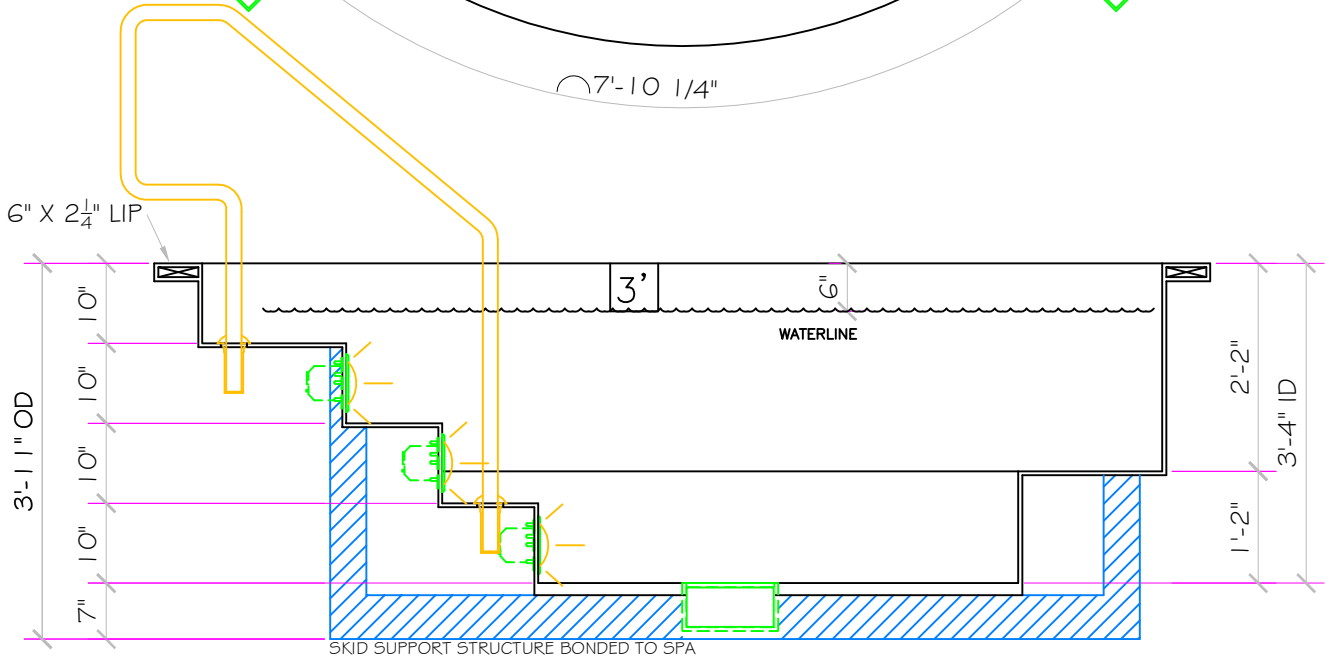 ⌒7'-10 1/4"
6" X 2 1/4" LIP
3'
6"
WATERLINE
10"
10"
10"
10"
7"
3'-11" OD
2'-2"
1'-2"
3'-4" ID
SKID SUPPORT STRUCTURE BONDED TO SPA